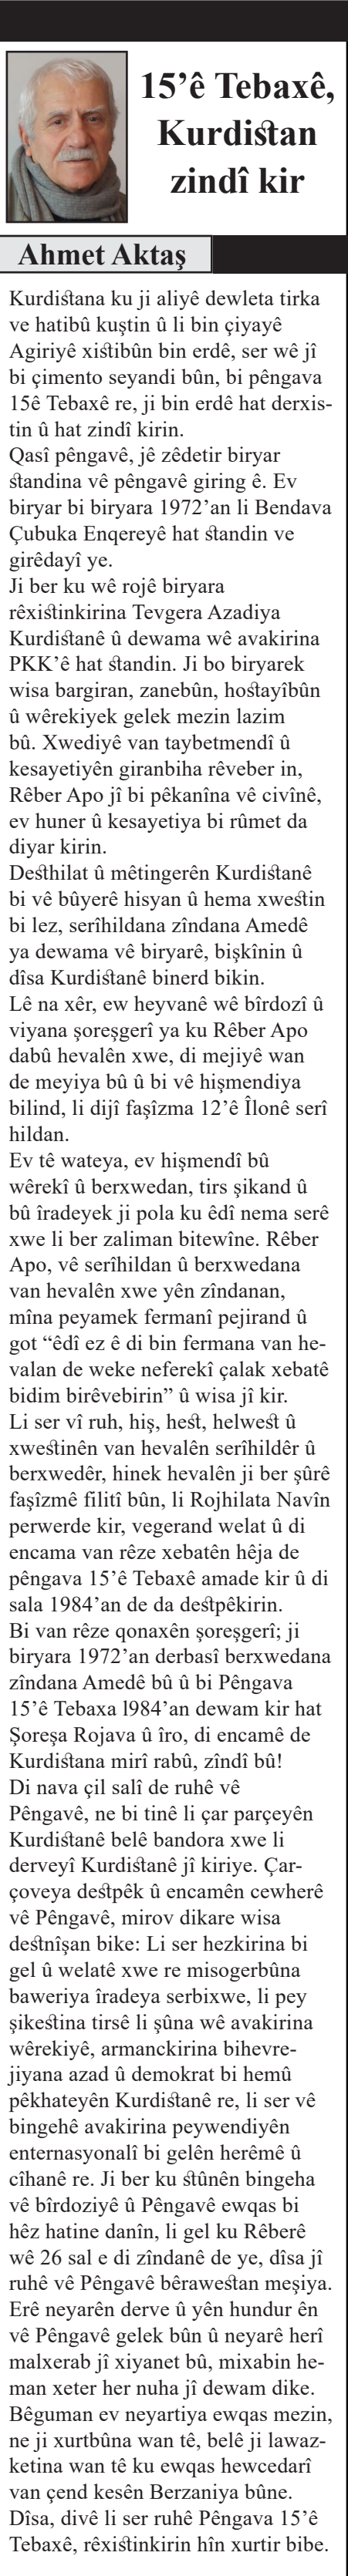 15’ê Tebaxê,
Kurdistan
zindî kir
Ahmet Aktaş
Kurdistana ku ji aliyê dewleta tirka
ve hatibû kuştin û li bin çiyayê
Agiriyê xistibûn bin erdê, ser wê jî
bi çimento seyandi bûn, bi pêngava
15ê Tebaxê re, ji bin erdê hat derxis-
tin û hat zindî kirin.
Qasî pêngavê, jê zêdetir biryar
standina vê pêngavê giring ê. Ev
biryar bi biryara 1972’an li Bendava
Çubuka Enqereyê hat standin ve
girêdayî ye.
Ji ber ku wê rojê biryara
rêxistinkirina Tevgera Azadiya
Kurdistanê û dewama wê avakirina
PKK’ê hat standin. Ji bo biryarek
wisa bargiran, zanebûn, hostayîbûn
û wêrekiyek gelek mezin lazim
bû. Xwediyê van taybetmendî û
kesayetiyên giranbiha rêveber in,
Rêber Apo jî bi pêkanîna vê civînê,
ev huner û kesayetiya bi rûmet da
diyar kirin.
Desthilat û mêtingerên Kurdistanê
bi vê bûyerê hisyan û hema xwestin
bi lez, serîhildana zîndana Amedê
ya dewama vê biryarê, bişkînin û
dîsa Kurdistanê binerd bikin.
Lê na xêr, ew heyvanê wê bîrdozî û
viyana şoreşgerî ya ku Rêber Apo
dabû hevalên xwe, di mejiyê wan
de meyiya bû û bi vê hişmendiya
bilind, li dijî faşîzma 12’ê Îlonê serî
hildan.
Ev tê wateya, ev hişmendî bû
wêrekî û berxwedan, tirs şikand û
bû îradeyek ji pola ku êdî nema serê
xwe li ber zaliman bitewîne. Rêber
Apo, vê serîhildan û berxwedana
van hevalên xwe yên zîndanan,
mîna peyamek fermanî pejirand û
got “êdî ez ê di bin fermana van he-
valan de weke neferekî çalak xebatê
bidim birêvebirin” û wisa jî kir.
Li ser vî ruh, hiş, hest, helwest û
xwestinên van hevalên serîhildêr û
berxwedêr, hinek hevalên ji ber şûrê
faşîzmê filitî bûn, li Rojhilata Navîn
perwerde kir, vegerand welat û di
encama van rêze xebatên hêja de
pêngava 15’ê Tebaxê amade kir û di
sala 1984’an de da destpêkirin.
Bi van rêze qonaxên şoreşgerî; ji
biryara 1972’an derbasî berxwedana
zîndana Amedê bû û bi Pêngava
15’ê Tebaxa l984’an dewam kir hat
Şoreşa Rojava û îro, di encamê de
Kurdistana mirî rabû, zîndî bû!
Di nava çil salî de ruhê vê
Pêngavê, ne bi tinê li çar parçeyên
Kurdistanê belê bandora xwe li
derveyî Kurdistanê jî kiriye. Çar-
çoveya destpêk û encamên cewherê
vê Pêngavê, mirov dikare wisa
destnîşan bike: Li ser hezkirina bi
gel û welatê xwe re misogerbûna
baweriya îradeya serbixwe, li pey
şikestina tirsê li şûna wê avakirina
wêrekiyê, armanckirina bihevre-
jiyana azad û demokrat bi hemû
pêkhateyên Kurdistanê re, li ser vê
bingehê avakirina peywendiyên
enternasyonalî bi gelên herêmê û
cîhanê re. Ji ber ku stûnên bingeha
vê bîrdoziyê û Pêngavê ewqas bi
hêz hatine danîn, li gel ku Rêberê
wê 26 sal e di zîndanê de ye, dîsa jî
ruhê vê Pêngavê bêrawestan meşiya.
Erê neyarên derve û yên hundur ên
vê Pêngavê gelek bûn û neyarê herî
malxerab jî xiyanet bû, mixabin he-
man xeter her nuha jî dewam dike.
Bêguman ev neyartiya ewqas mezin,
ne ji xurtbûna wan tê, belê ji lawaz-
ketina wan tê ku ewqas hewcedarî
van çend kesên Berzaniya bûne.
Dîsa, divê li ser ruhê Pêngava 15’ê
Tebaxê, rêxistinkirin hîn xurtir bibe.